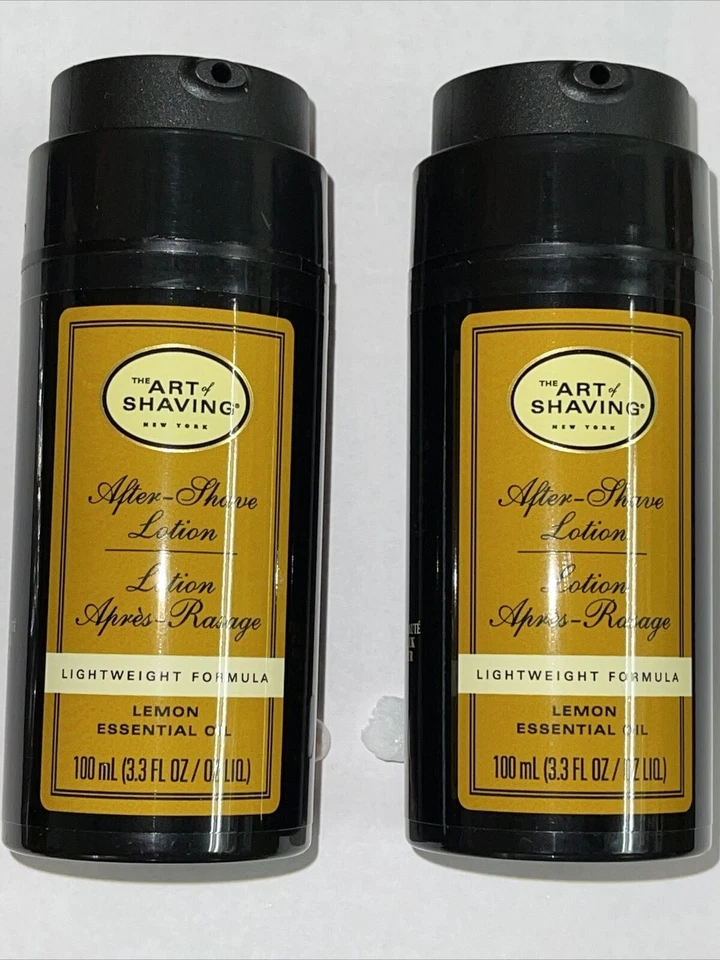 THE ART of
SHAVING®
NEW YORK
After-Shave
Lotion
Lotion
Après-Rasage
LIGHTWEIGHT FORMULA
LEMON
ESSENTIAL OIL
100 mL (3.3 FL OZ / OZ LIQ.)
THE ART of
SHAVING®
NEW YORK
After-Shave
Lotion
Lotion
Après-Rasage
LIGHTWEIGHT FORMULA
LEMON
ESSENTIAL OIL
100 mL (3.3 FL OZ / OZ LIQ.)